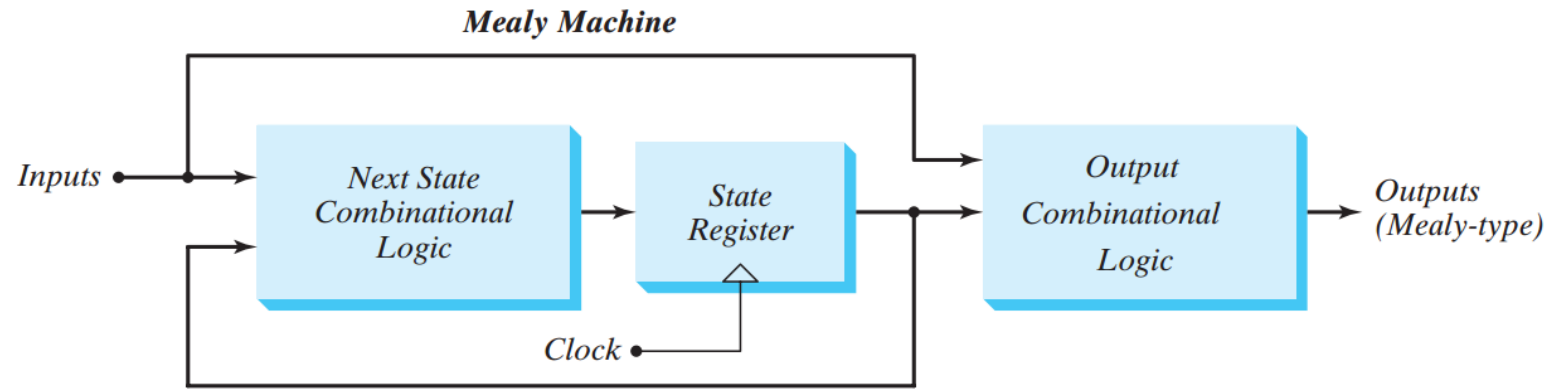 Mealy Machine
Inputs
Next State
Combinational
Logic
State
Register
Output
Combinational
Logic
Outputs
(Mealy-type)
Clock